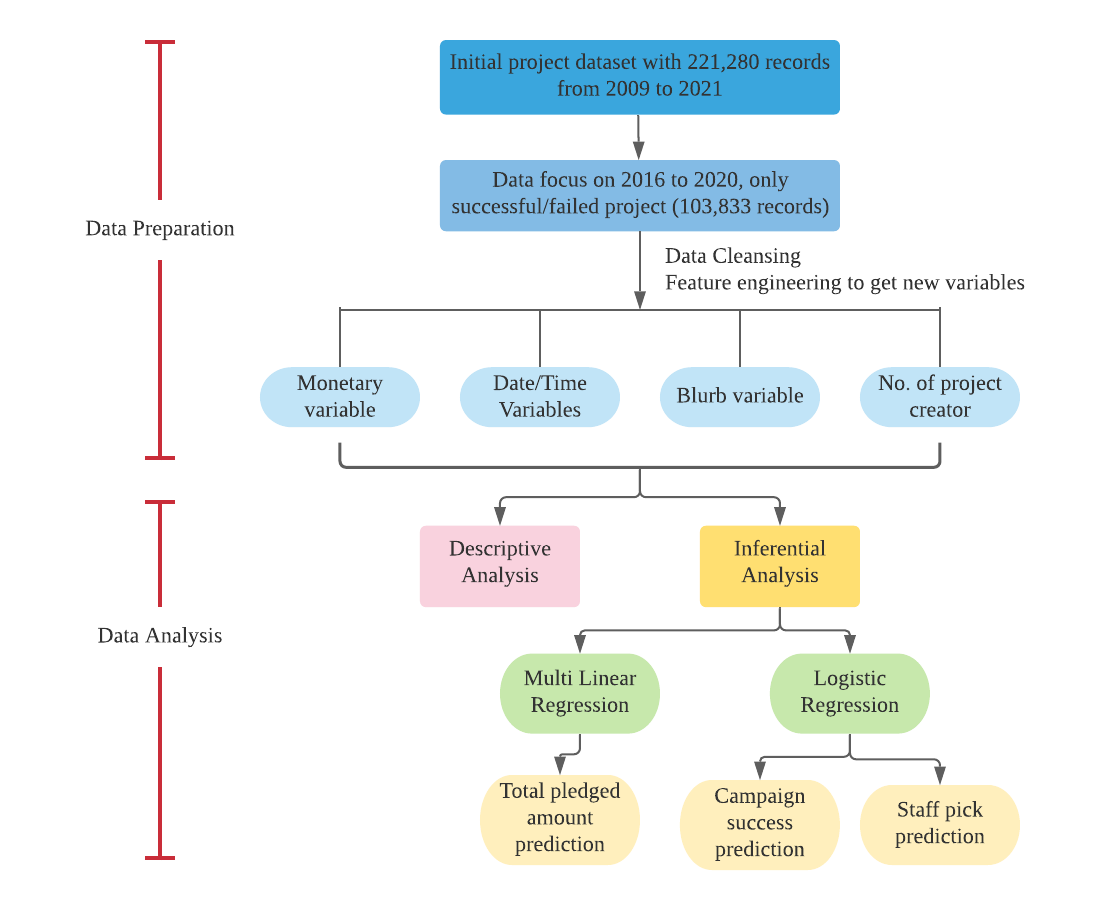 Initial project dataset with 221,280 records
from 2009 to 2021
Data focus on 2016 to 2020, only
successful/failed project (103,833 records)
Data Preparation
Data Cleansing
Feature engineering to get new variables
Monetary
variable
Date/Time
Variables
Blurb variable
No. of project
creator
Descriptive
Analysis
Inferential
Analysis
Data Analysis
Multi Linear
Regression
Logistic
Regression
Total pledged
amount
prediction
Campaign
success
prediction
Staff pick
prediction